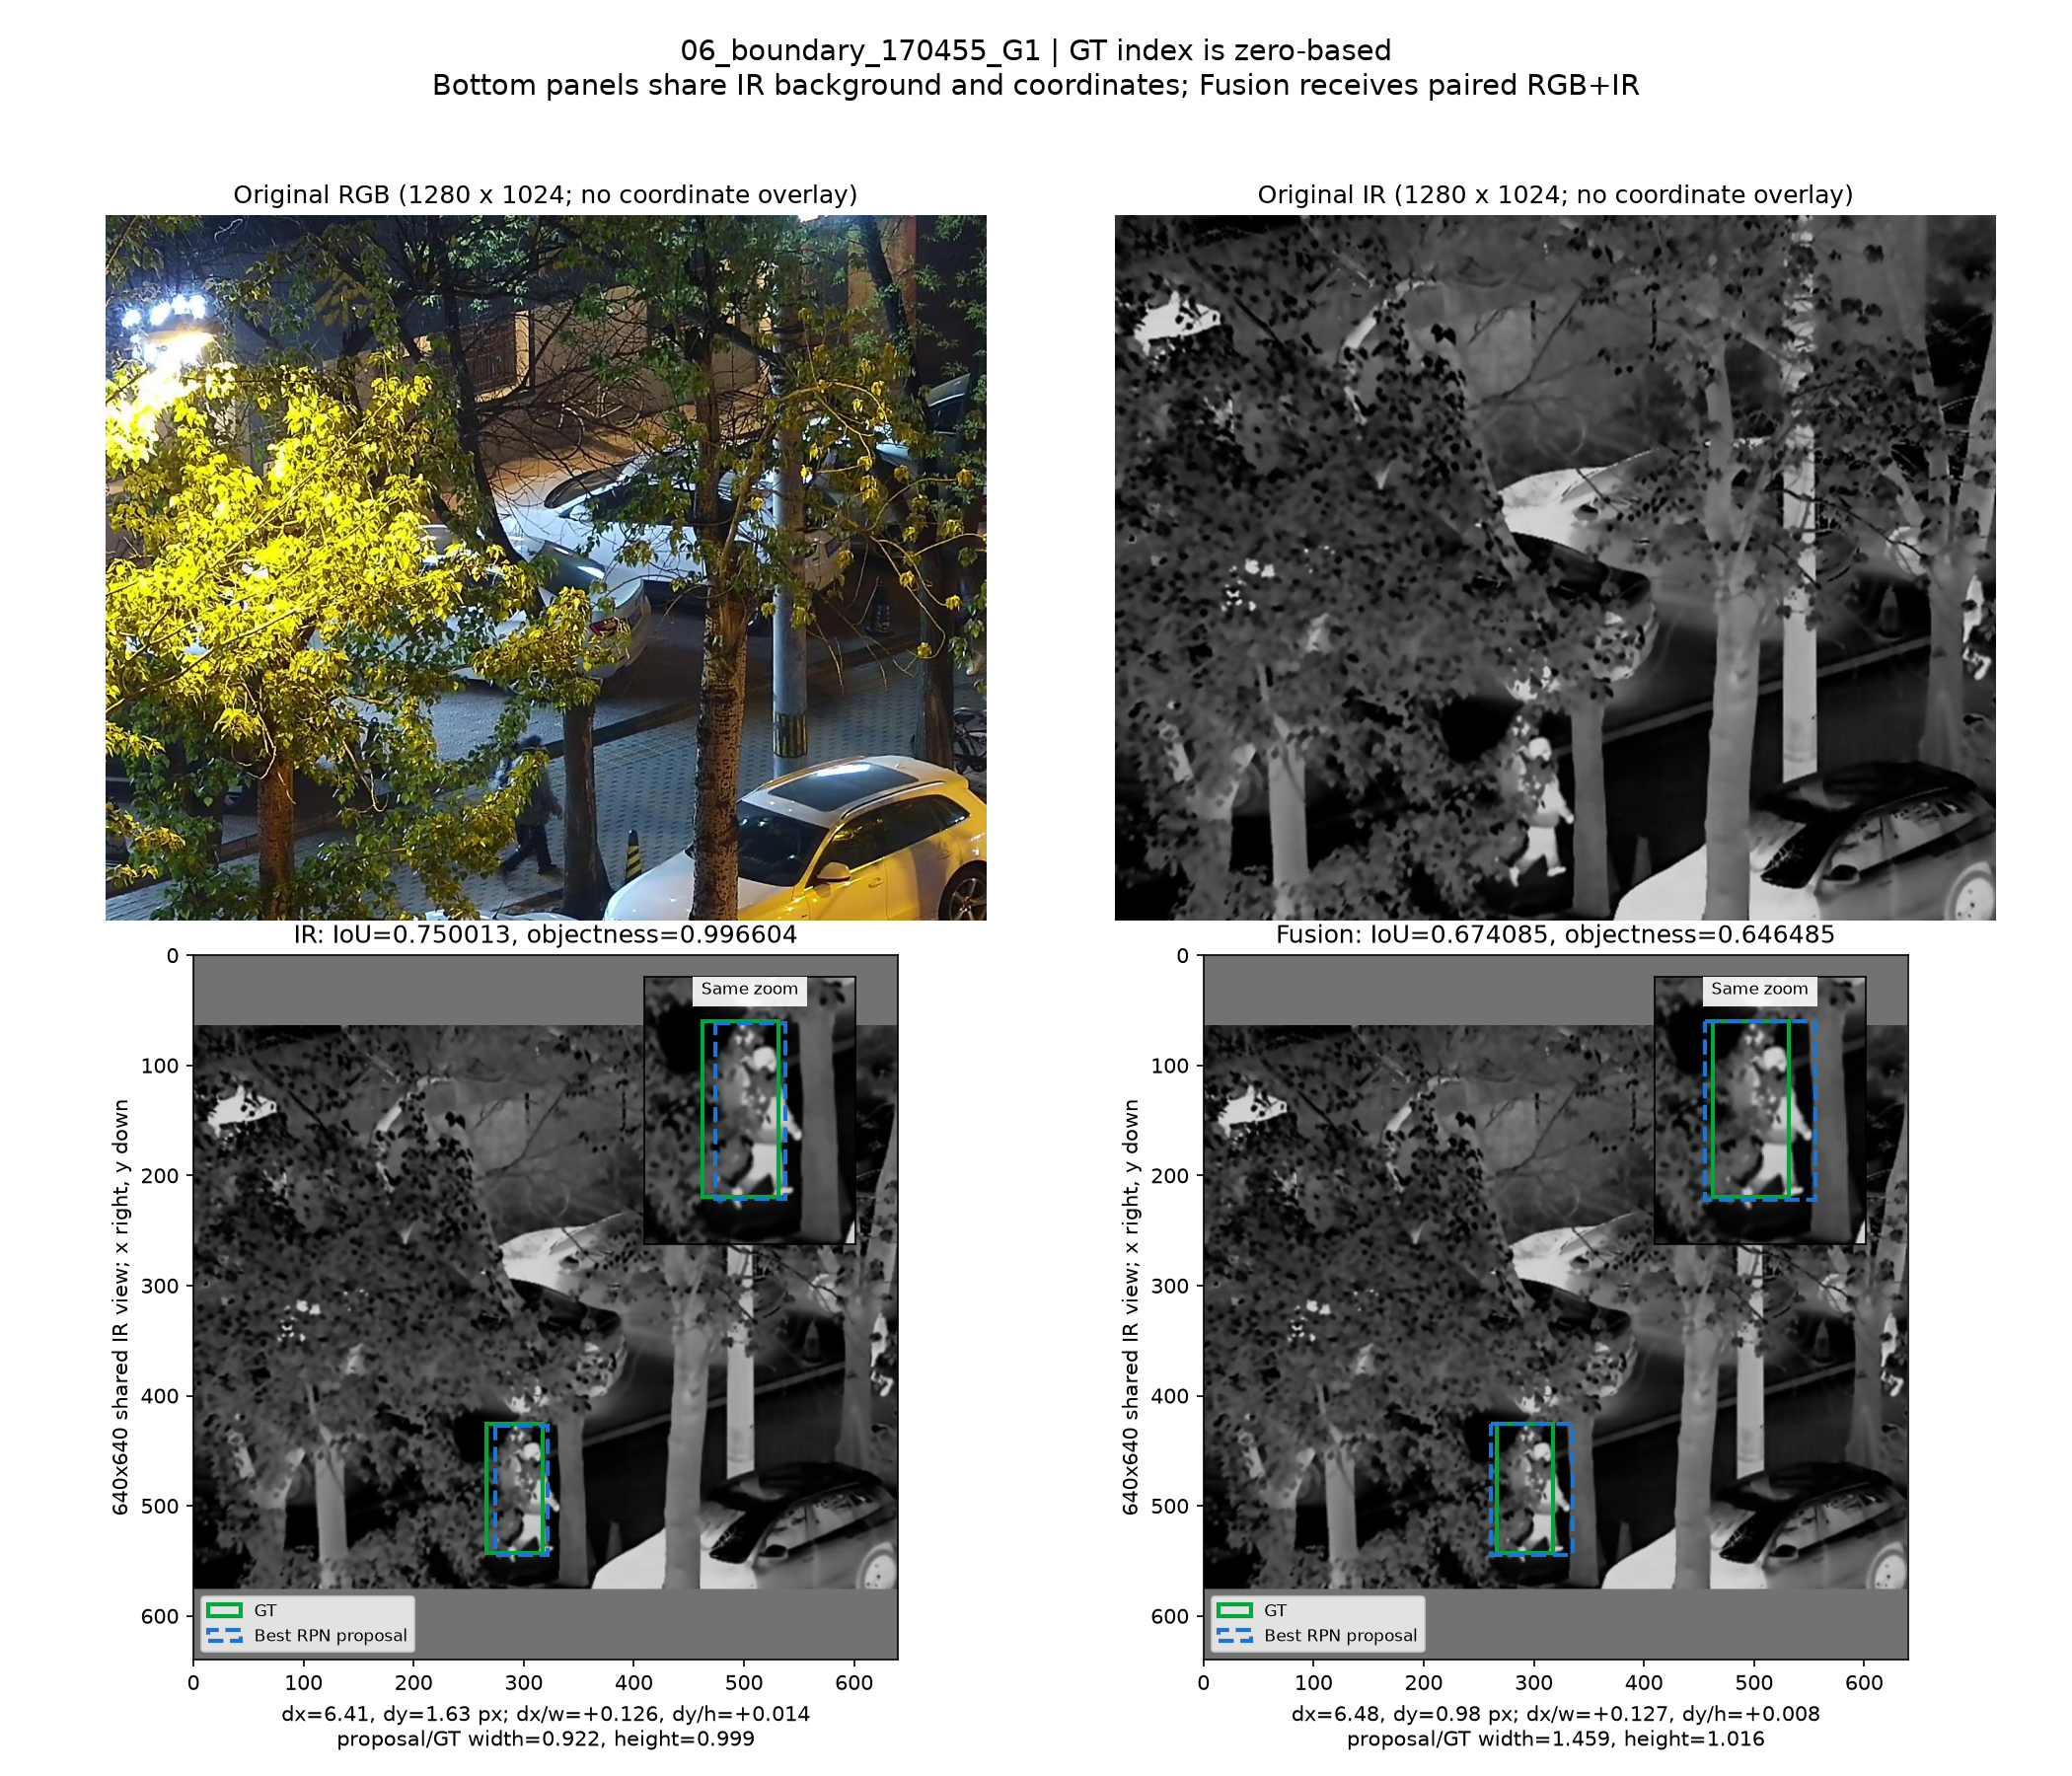 06_boundary_170455_G1 | GT index is zero-based
Bottom panels share IR background and coordinates; Fusion receives paired RGB+IR
Original RGB (1280 x 1024; no coordinate overlay)
Original IR (1280 x 1024; no coordinate overlay)
IR: IoU=0.750013, objectness=0.996604
640x640 shared IR view; x right, y down
0
100
200
300
400
500
600
Same zoom
GT
Best RPN proposal
0 100 200 300 400 500 600
dx=6.41, dy=1.63 px; dx/w=+0.126, dy/h=+0.014
proposal/GT width=0.922, height=0.999
Fusion: IoU=0.674085, objectness=0.646485
640x640 shared IR view; x right, y down
0
100
200
300
400
500
600
Same zoom
GT
Best RPN proposal
0 100 200 300 400 500 600
dx=6.48, dy=0.98 px; dx/w=+0.127, dy/h=+0.008
proposal/GT width=1.459, height=1.016